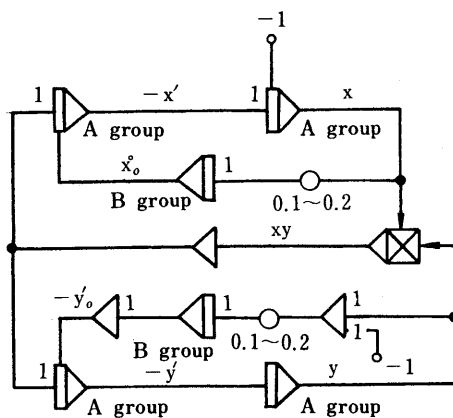 −1
1 −x′ 1 x
A group A group
x°ₒ 1
B group 0.1~0.2
xy
−y′ₒ 1 1 1
1
B group 0.1~0.2 −1
1 −y′ y
A group A group